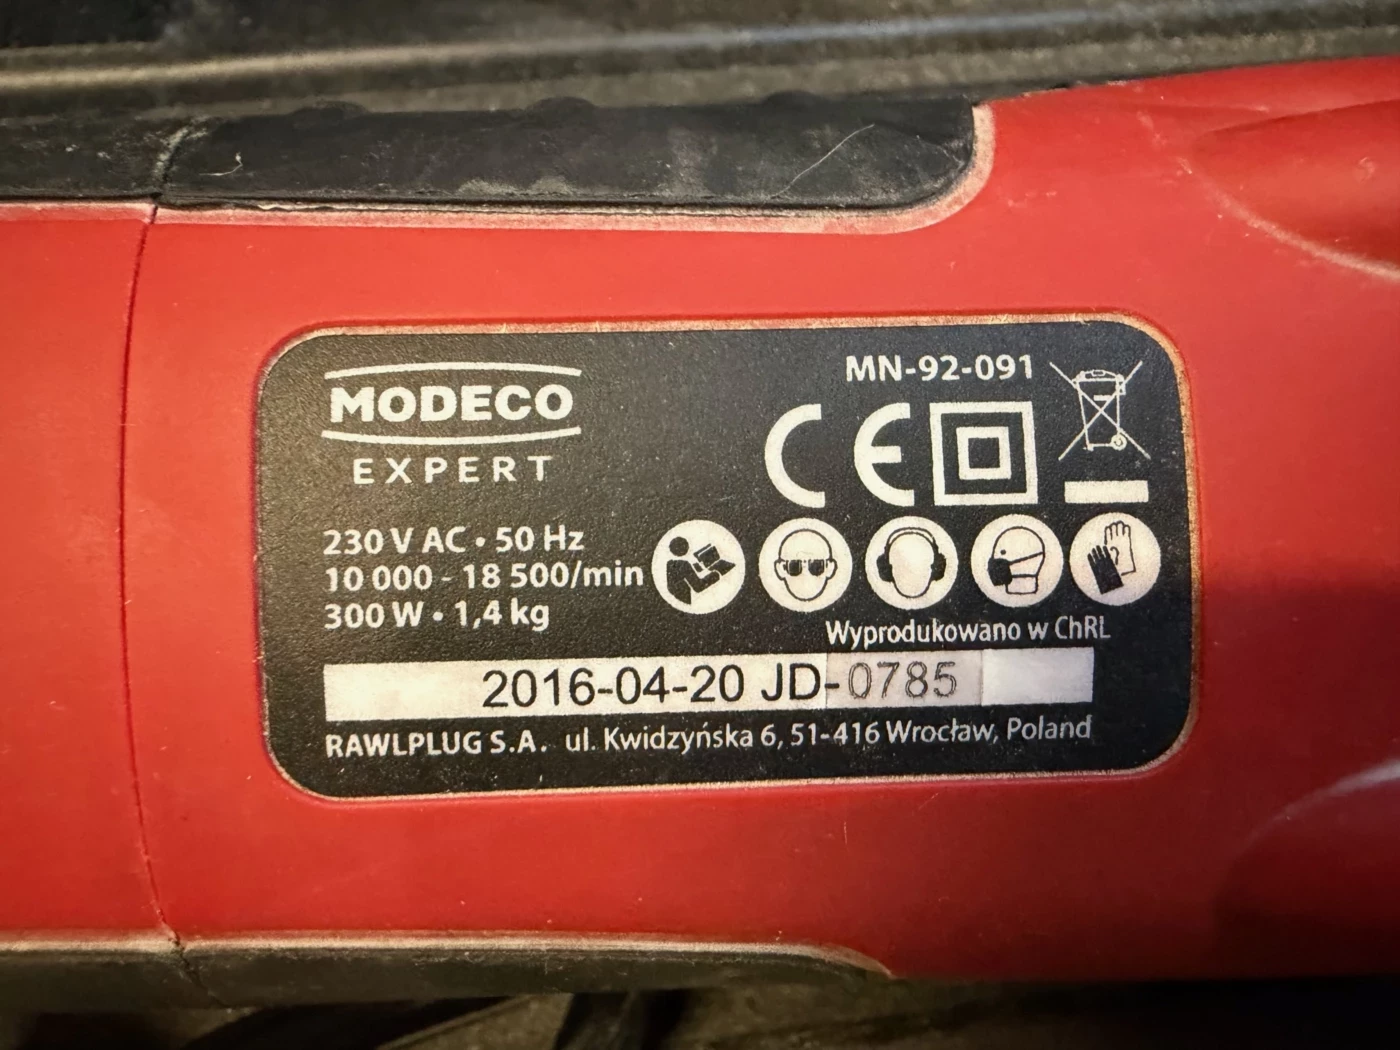 MODECO
EXPERT
MN-92-091
CE
230 V AC • 50 Hz
10 000 - 18 500/min
300 W • 1,4 kg
Wyprodukowano w ChRL
2016-04-20 JD-0785
RAWLPLUG S.A. ul. Kwidzyńska 6, 51-416 Wrocław, Poland